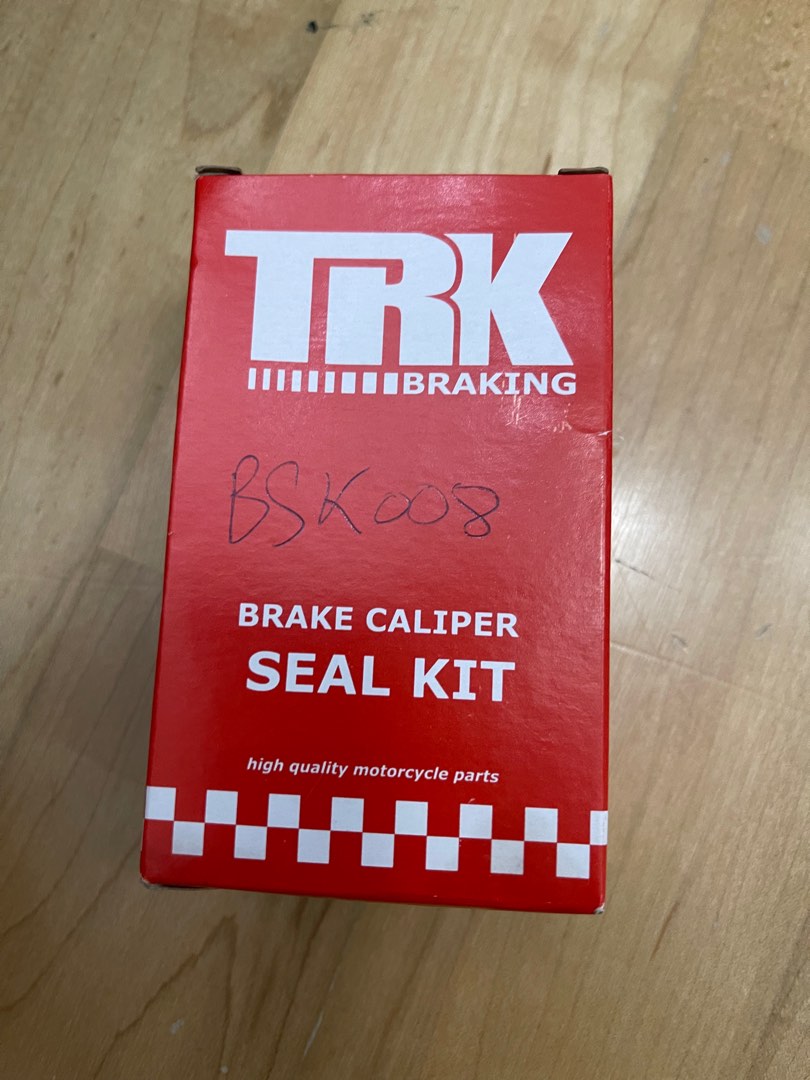 TRK
BRAKING
BSK008
BRAKE CALIPER
SEAL KIT
high quality motorcycle parts